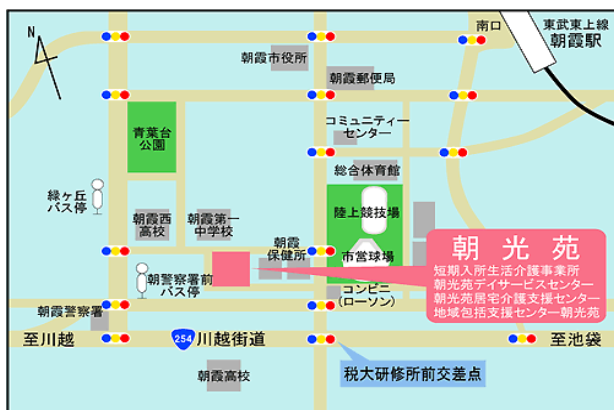 南口
東武東上線
朝霞駅
N
朝霞市役所
朝霞郵便局
青葉台
公園
コミュニティー
センター
総合体育館
緑ヶ丘
バス停
朝霞西
高校
朝霞第一
中学校
陸上競技場
朝霞
保健所
市営球場
朝光苑
短期入所生活介護事業所
朝光苑デイサービスセンター
朝光苑居宅介護支援センター
地域包括支援センター朝光苑
朝警察署前
バス停
コンビニ
(ローソン)
朝霞警察署
至川越
254
川越街道
至池袋
朝霞高校
税大研修所前交差点